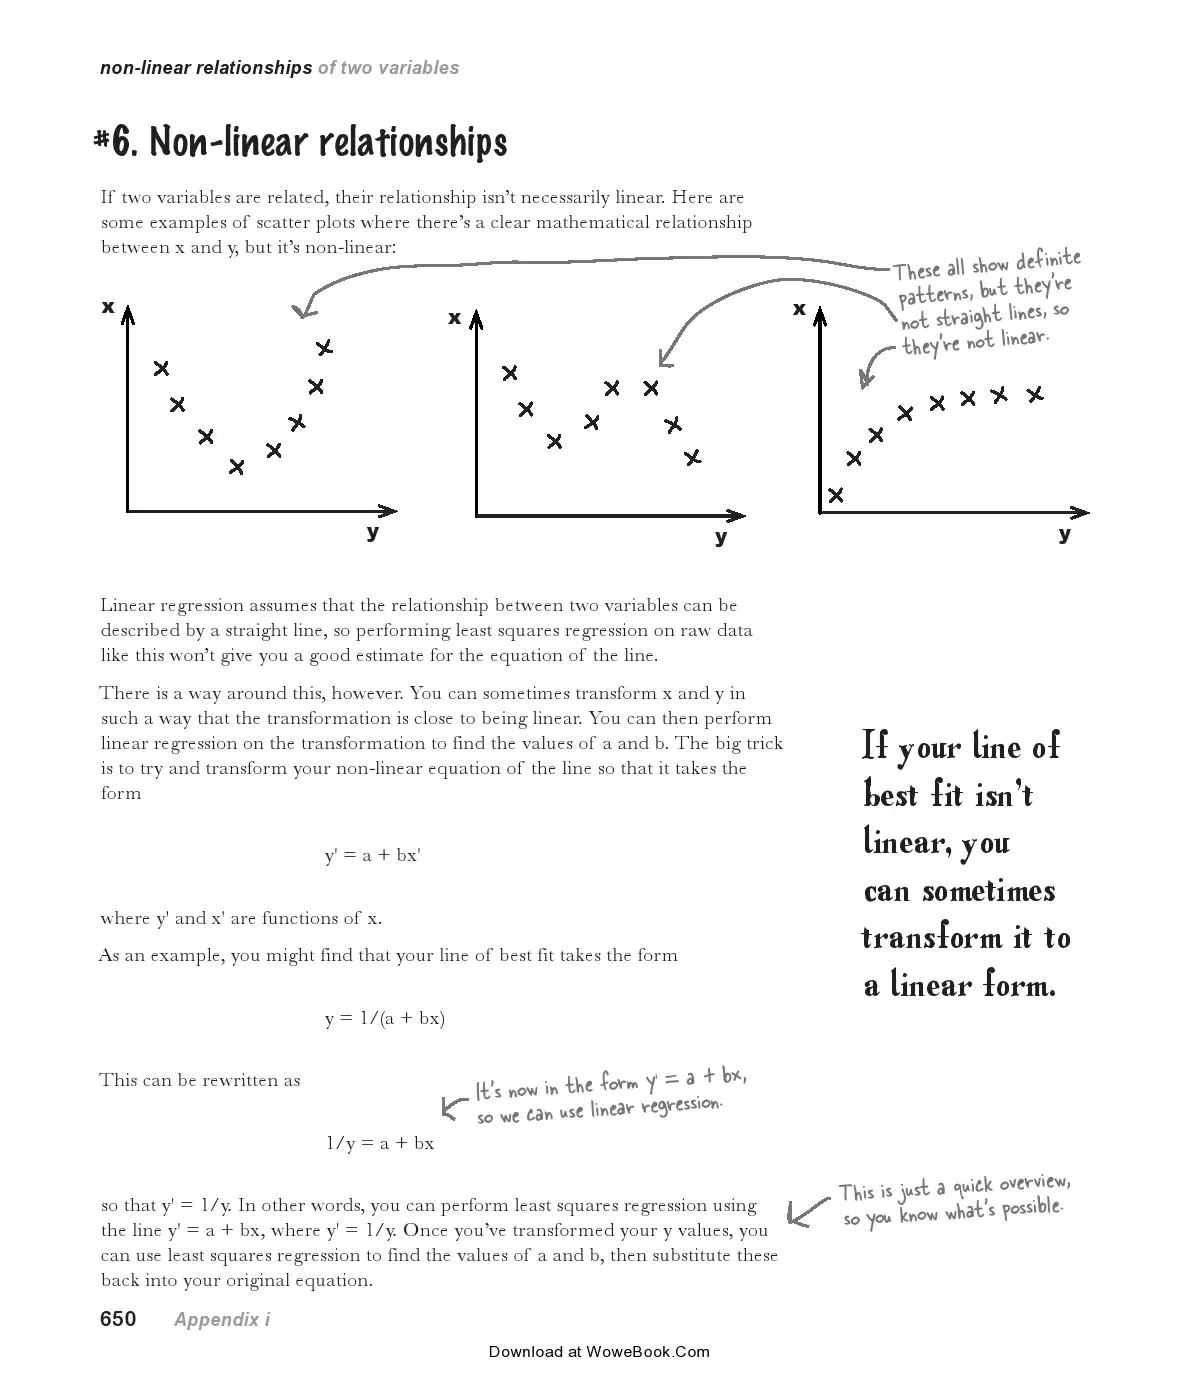 non-linear relationships of two variables
#6. Non-linear relationships
If two variables are related, their relationship isn't necessarily linear. Here are
some examples of scatter plots where there's a clear mathematical relationship
between x and y, but it's non-linear:
These all show definite
patterns, but they're
not straight lines, so
they're not linear.
x
y
x
y
x
y
Linear regression assumes that the relationship between two variables can be
described by a straight line, so performing least squares regression on raw data
like this won't give you a good estimate for the equation of the line.
There is a way around this, however. You can sometimes transform x and y in
such a way that the transformation is close to being linear. You can then perform
linear regression on the transformation to find the values of a and b. The big trick
is to try and transform your non-linear equation of the line so that it takes the
form
y' = a + bx'
where y' and x' are functions of x.
As an example, you might find that your line of best fit takes the form
y = 1/(a + bx)
If your line of
best fit isn't
linear, you
can sometimes
transform it to
a linear form.
This can be rewritten as
It's now in the form y' = a + bx,
so we can use linear regression.
1/y = a + bx
so that y' = 1/y. In other words, you can perform least squares regression using
the line y' = a + bx, where y' = 1/y. Once you've transformed your y values, you
can use least squares regression to find the values of a and b, then substitute these
back into your original equation.
This is just a quick overview,
so you know what's possible.
650 Appendix i
Download at WoweBook.Com